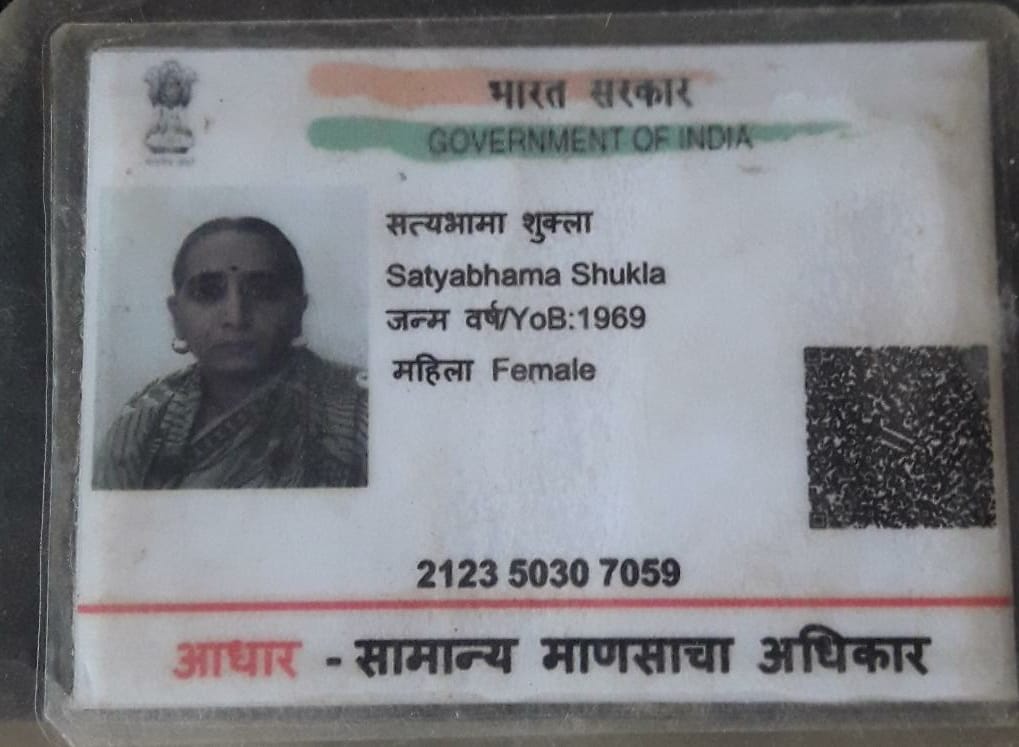 भारत सरकार
GOVERNMENT OF INDIA
सत्यभामा शुक्ला
Satyabhama Shukla
जन्म वर्ष/YoB:1969
महिला Female
2123 5030 7059
आधार - सामान्य माणसाचा अधिकार